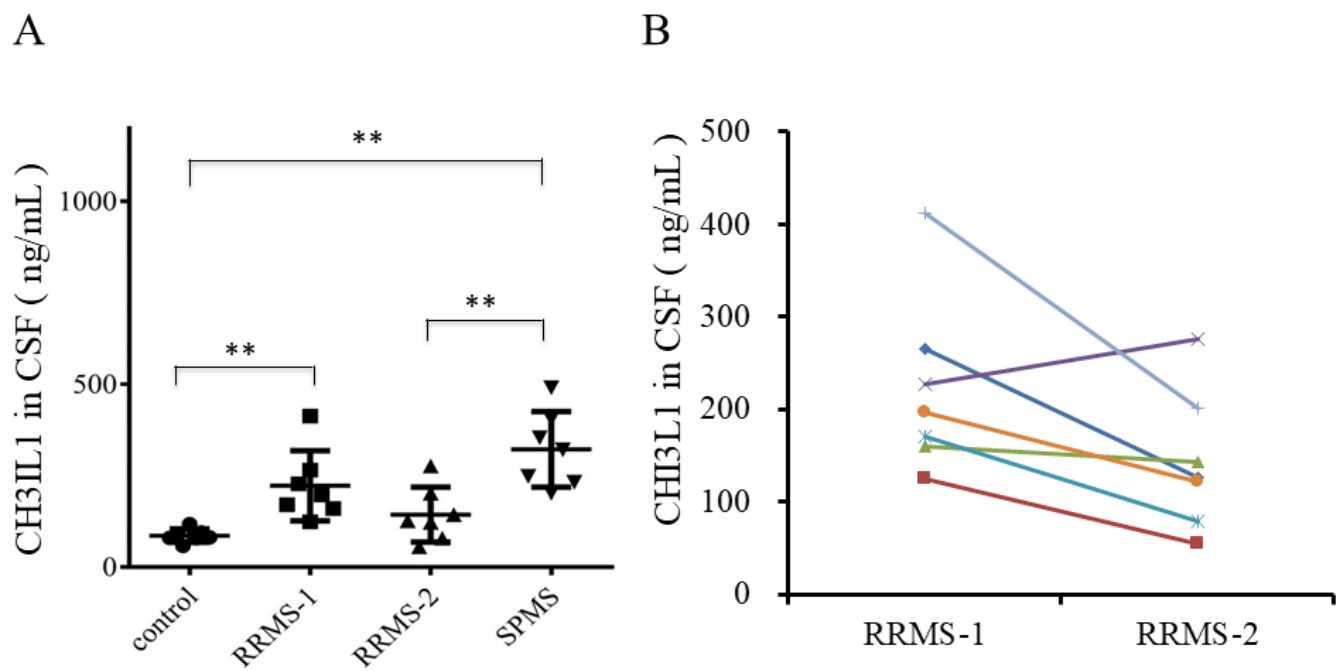 A
CH3IL1 in CSF ( ng/mL )
1000
500
0
**
**
**
control
RRMS-1
RRMS-2
SPMS
B
CHI3L1 in CSF ( ng/mL )
500
400
300
200
100
0
RRMS-1
RRMS-2